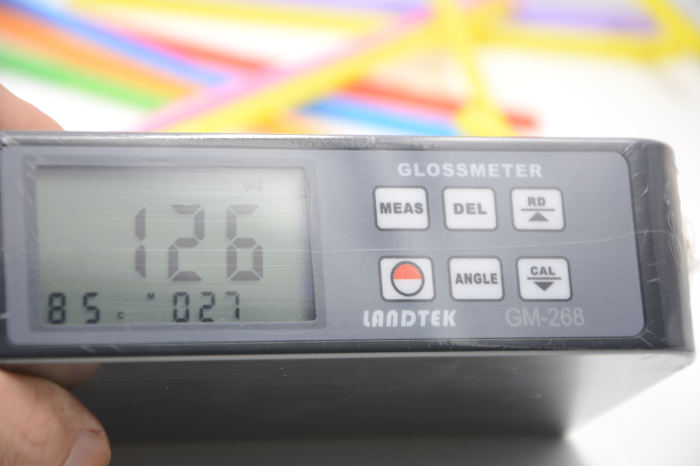 GLOSSMETER
MEAS DEL RD
126
ANGLE CAL
85 c M 027
LANDTEK GM-268